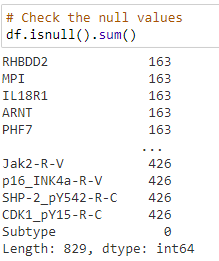 # Check the null values
df.isnull().sum()
RHBDD2 163
MPI 163
IL18R1 163
ARNT 163
PHF7 163
...
Jak2-R-V 426
p16_INK4a-R-V 426
SHP-2_pY542-R-C 426
CDK1_pY15-R-C 426
Subtype 0
Length: 829, dtype: int64